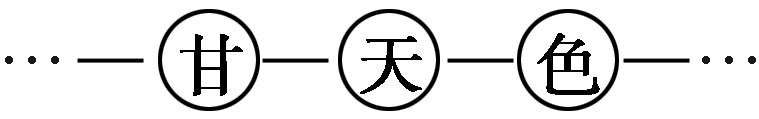 ··· — 甘 — 天 — 色 — ···